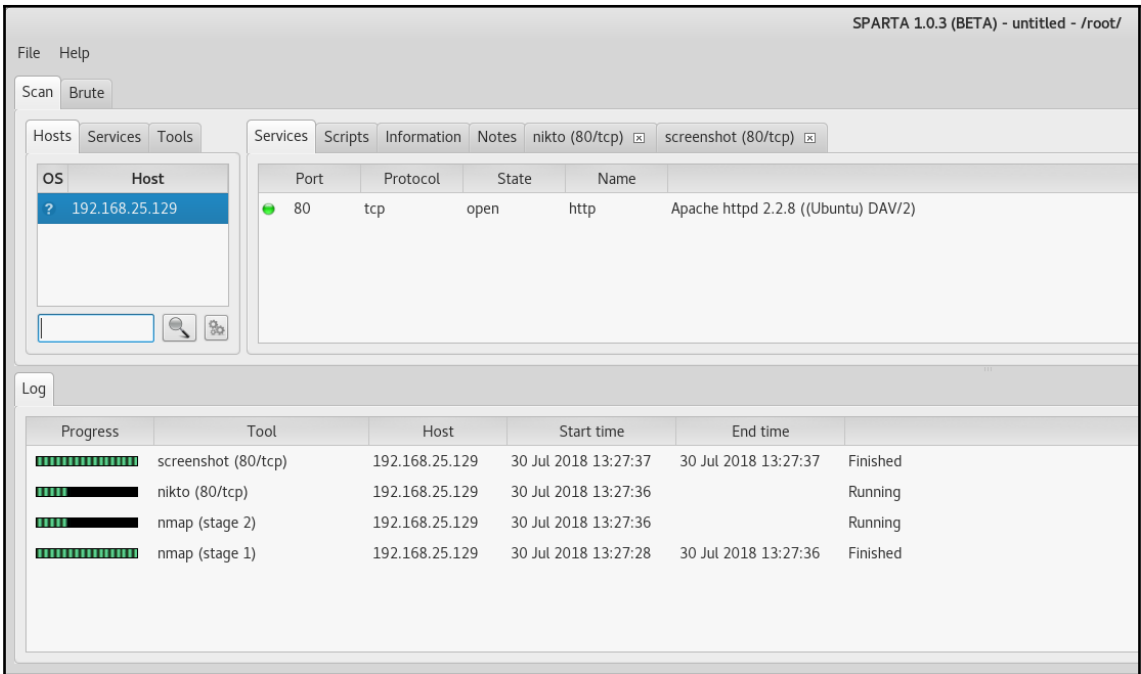 SPARTA 1.0.3 (BETA) - untitled - /root/
File Help
Scan Brute
Hosts Services Tools
Services Scripts Information Notes nikto (80/tcp) screenshot (80/tcp)
OS Host
? 192.168.25.129
Port Protocol State Name
80 tcp open http Apache httpd 2.2.8 ((Ubuntu) DAV/2)
Log
Progress Tool Host Start time End time
screenshot (80/tcp) 192.168.25.129 30 Jul 2018 13:27:37 30 Jul 2018 13:27:37 Finished
nikto (80/tcp) 192.168.25.129 30 Jul 2018 13:27:36 Running
nmap (stage 2) 192.168.25.129 30 Jul 2018 13:27:36 Running
nmap (stage 1) 192.168.25.129 30 Jul 2018 13:27:28 30 Jul 2018 13:27:36 Finished